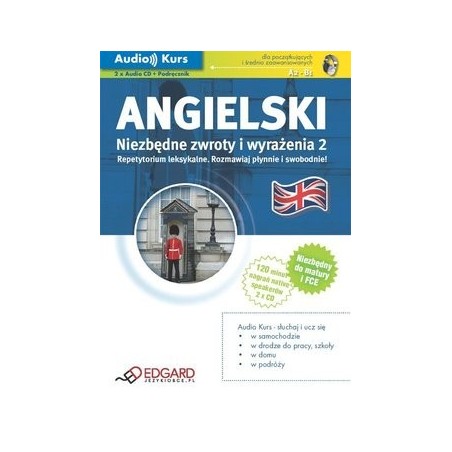 Audio Kurs
2 x Audio CD + Podręcznik
dla początkujących
i średnio zaawansowanych
A2 - B1
ANGIELSKI
Niezbędne zwroty i wyrażenia 2
Repetytorium leksykalne. Rozmawiaj płynnie i swobodnie!
120 minut
nagrań native
speakerów
2 x CD
Niezbędny
do matury
i FCE
Audio Kurs - słuchaj i ucz się
• w samochodzie
• w drodze do pracy, szkoły
• w domu
• w podróży
EDGARD
JEZYKIOBCE.PL